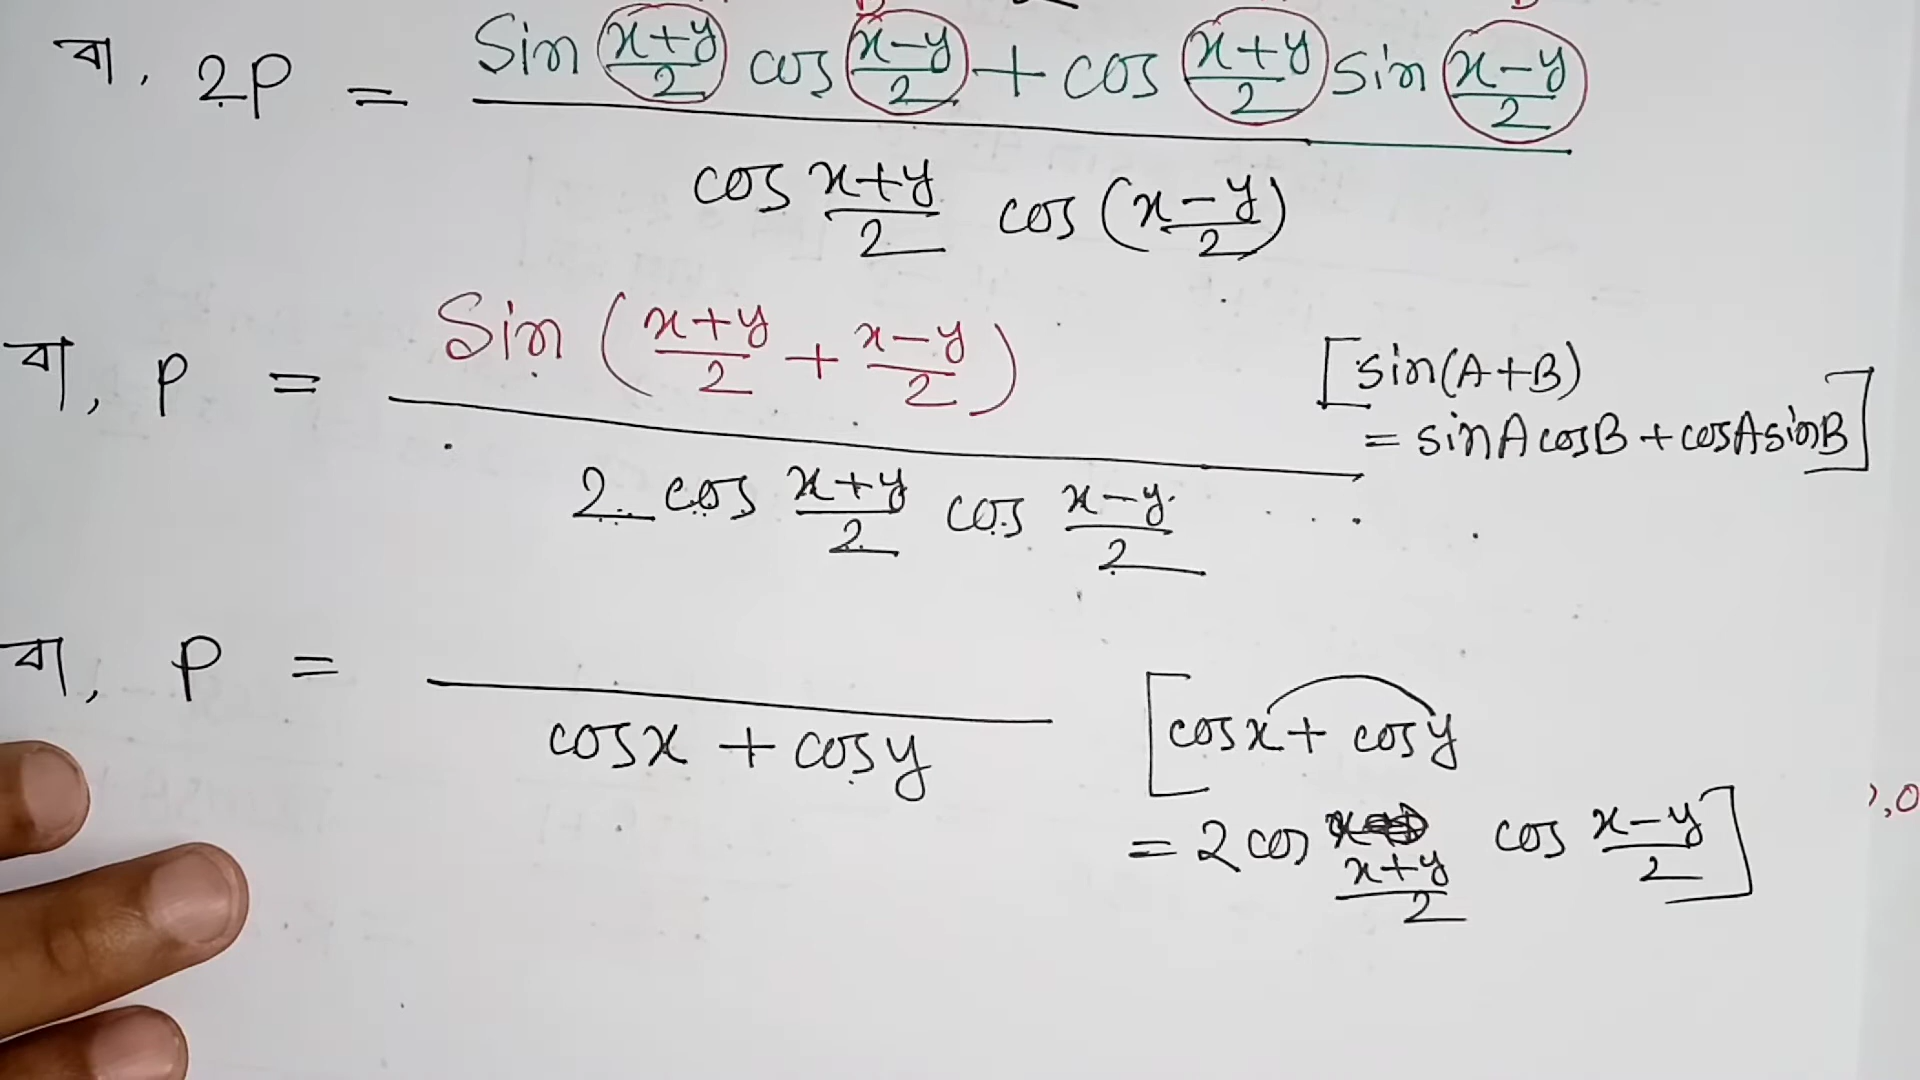 বা, 2P = (Sin (x+y)/2 cos (x-y)/2 + cos (x+y)/2 sin (x-y)/2) / (cos (x+y)/2 cos ((x-y)/2))
বা, P = Sin ((x+y)/2 + (x-y)/2) / (2 cos (x+y)/2 cos (x-y)/2)
[sin(A+B)
= sinA cosB + cosA sinB]
বা, P = / (cosx + cosy)
[cosx + cosy
= 2 cos (x+y)/2 cos (x-y)/2]